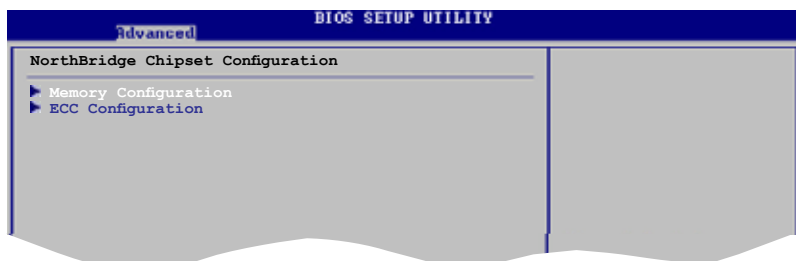 BIOS SETUP UTILITY
Advanced
NorthBridge Chipset Configuration
Memory Configuration
ECC Configuration